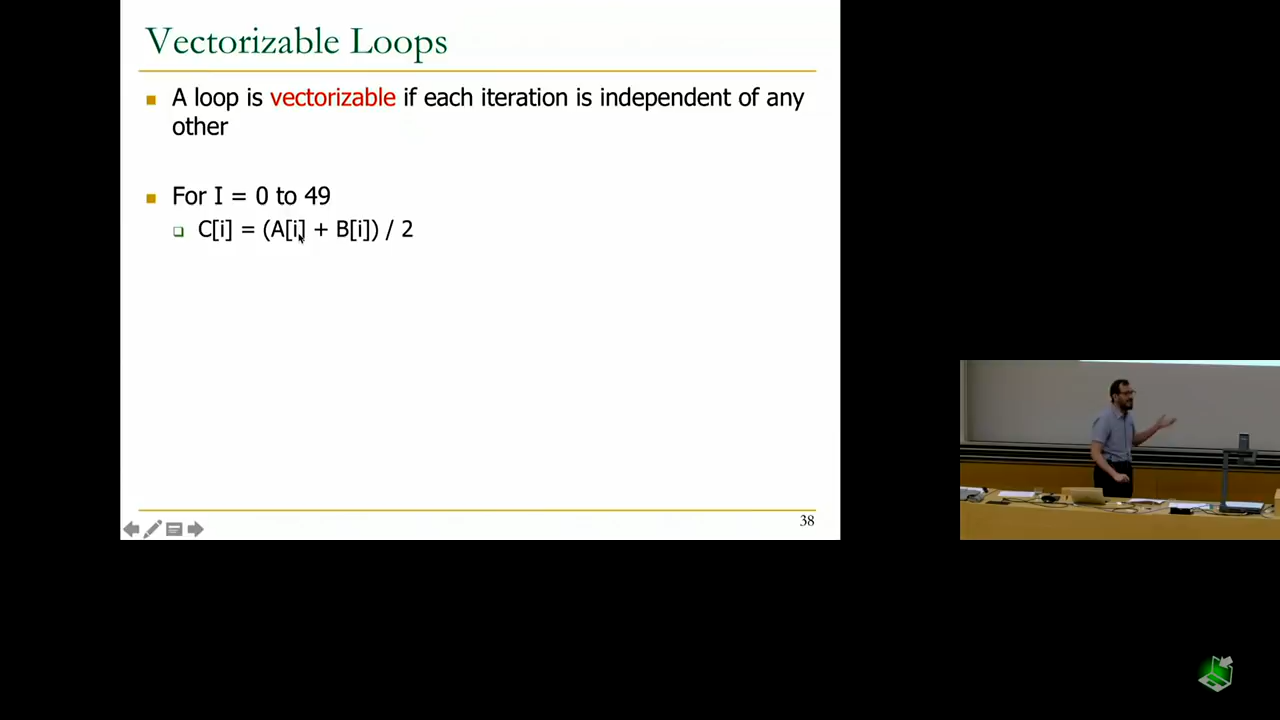 Vectorizable Loops
A loop is vectorizable if each iteration is independent of any
other
For I = 0 to 49
C[i] = (A[i] + B[i]) / 2
38